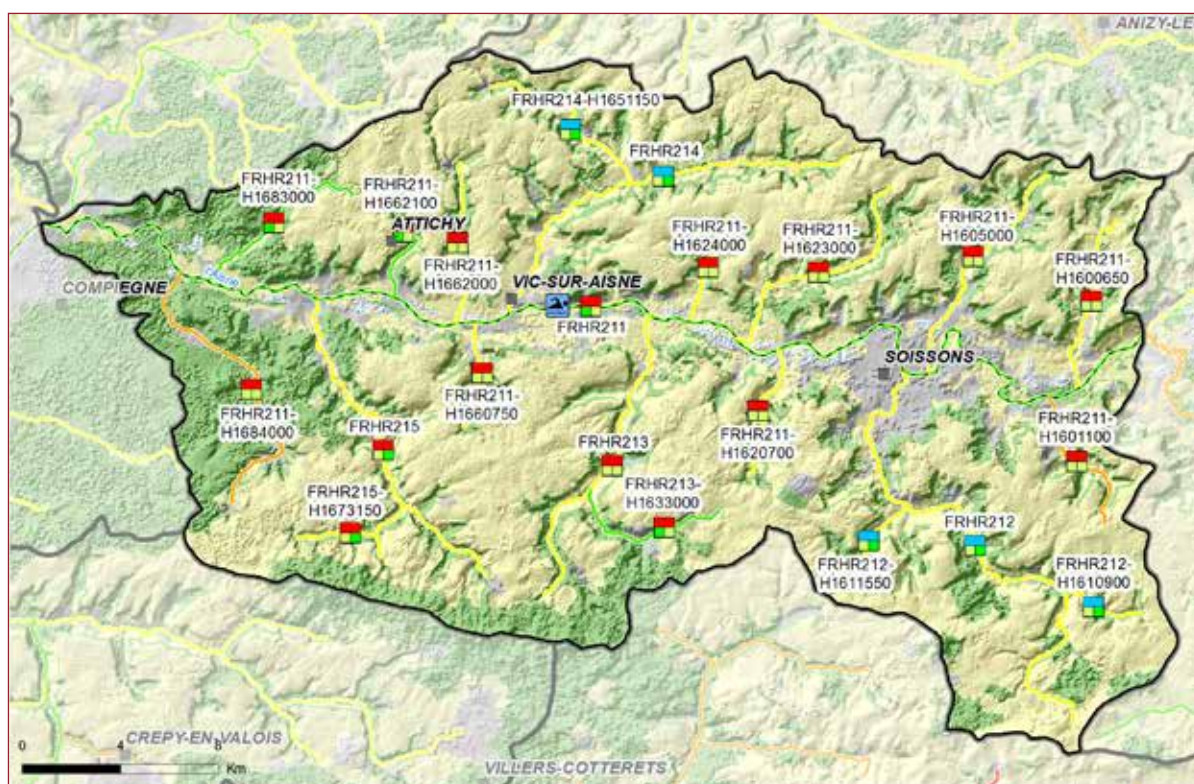 ANIZY-LE
FRHR214-H1651150
FRHR214
FRHR211-
H1683000
FRHR211-
H1662100
ATTICHY
FRHR211-
H1662000
FRHR211-
H1624000
FRHR211-
H1623000
FRHR211-
H1605000
FRHR211-
H1600650
COMPIEGNE
VIC-SUR-AISNE
FRHR211
SOISSONS
FRHR211-
H1660750
FRHR211-
H1684000
FRHR215
FRHR213
FRHR211-
H1620700
FRHR211-
H1601100
FRHR215-
H1673150
FRHR213-
H1633000
FRHR212-
H1611550
FRHR212
FRHR212-
H1610900
CREPY-EN-VALOIS
VILLERS-COTTERETS
0 4 8
Km